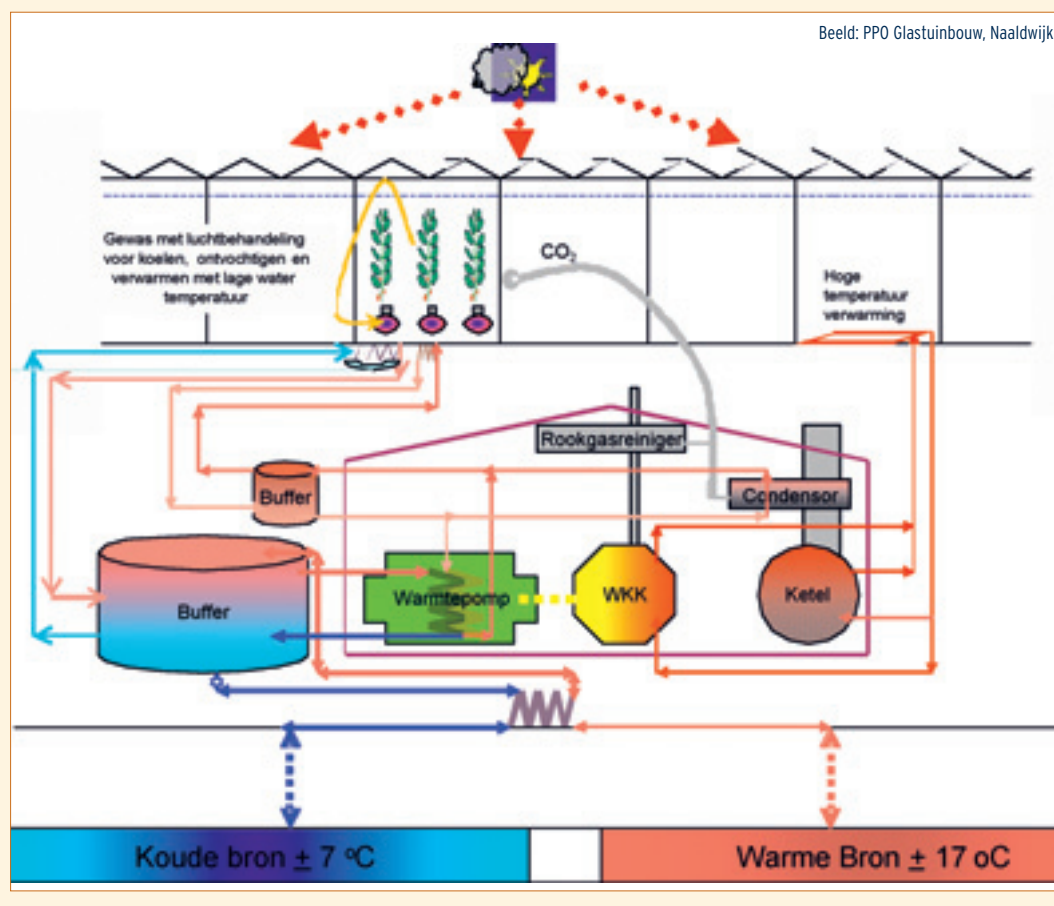 Beeld: PPO Glastuinbouw, Naaldwijk
Gewas met luchtbehandeling
voor koelen, ontvochtigen en
verwarmen met lage water
temperatuur
CO₂
Hoge
temperatuur
verwarming
Rookgasreiniger
Condensor
Buffer
Buffer
Warmtepomp
WKK
Ketel
Koude bron ± 7 ºC
Warme Bron ± 17 oC